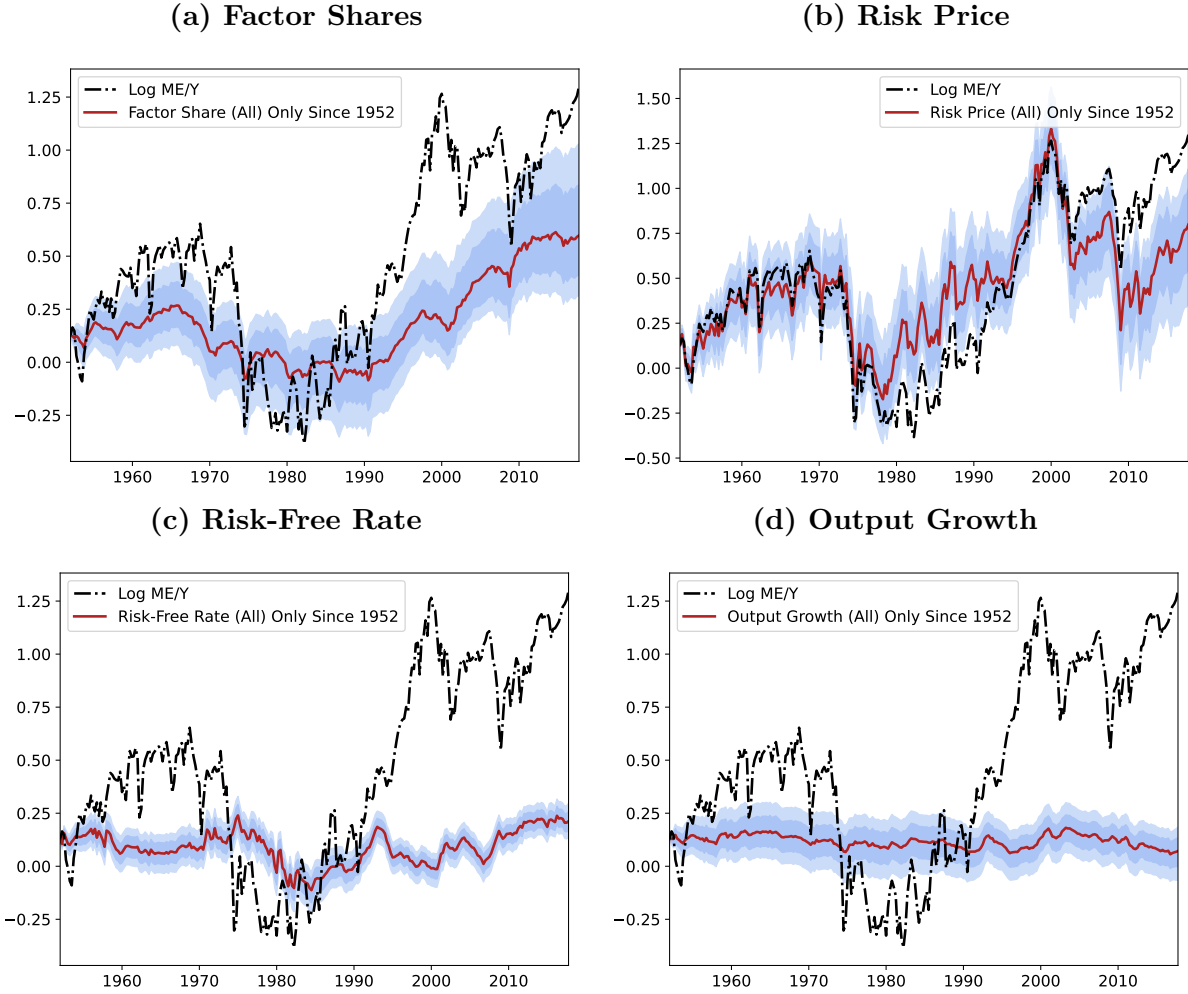 (a) Factor Shares
Log ME/Y
Factor Share (All) Only Since 1952
1.25
1.00
0.75
0.50
0.25
0.00
−0.25
1960 1970 1980 1990 2000 2010
(b) Risk Price
Log ME/Y
Risk Price (All) Only Since 1952
1.50
1.25
1.00
0.75
0.50
0.25
0.00
−0.25
−0.50
1960 1970 1980 1990 2000 2010
(c) Risk-Free Rate
Log ME/Y
Risk-Free Rate (All) Only Since 1952
1.25
1.00
0.75
0.50
0.25
0.00
−0.25
1960 1970 1980 1990 2000 2010
(d) Output Growth
Log ME/Y
Output Growth (All) Only Since 1952
1.25
1.00
0.75
0.50
0.25
0.00
−0.25
1960 1970 1980 1990 2000 2010